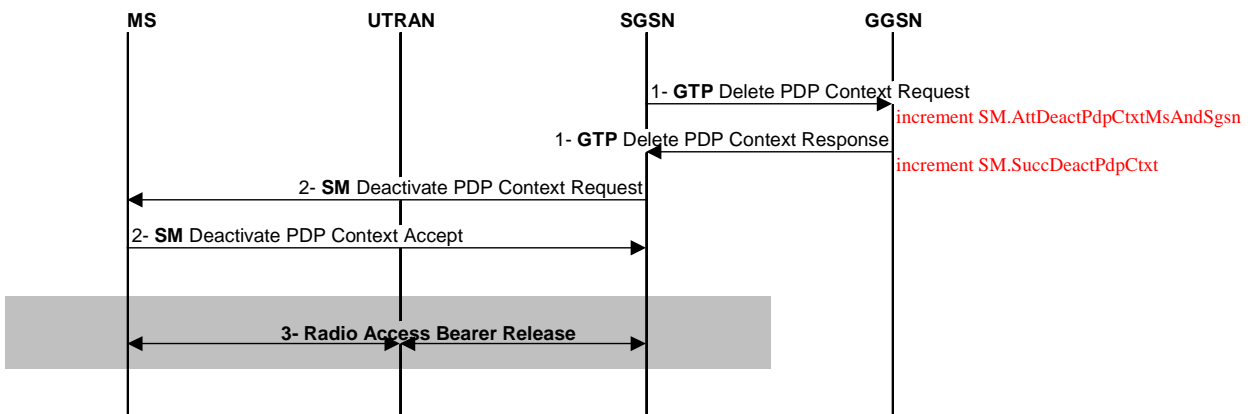 MS UTRAN SGSN GGSN
1- GTP Delete PDP Context Request
increment SM.AttDeactPdpCtxtMsAndSgsn
1- GTP Delete PDP Context Response
increment SM.SuccDeactPdpCtxt
2- SM Deactivate PDP Context Request
2- SM Deactivate PDP Context Accept
3- Radio Access Bearer Release